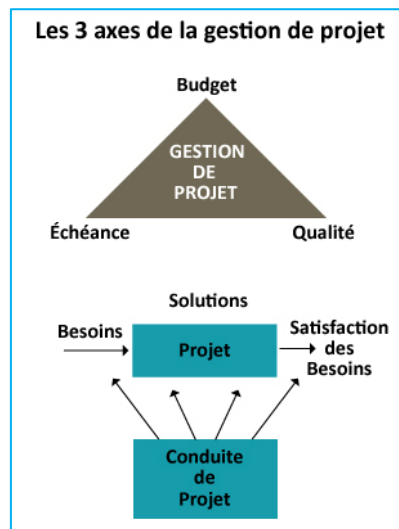 Les 3 axes de la gestion de projet
Budget
GESTION
DE
PROJET
Échéance
Qualité
Solutions
Besoins
Projet
Satisfaction
des
Besoins
Conduite
de
Projet